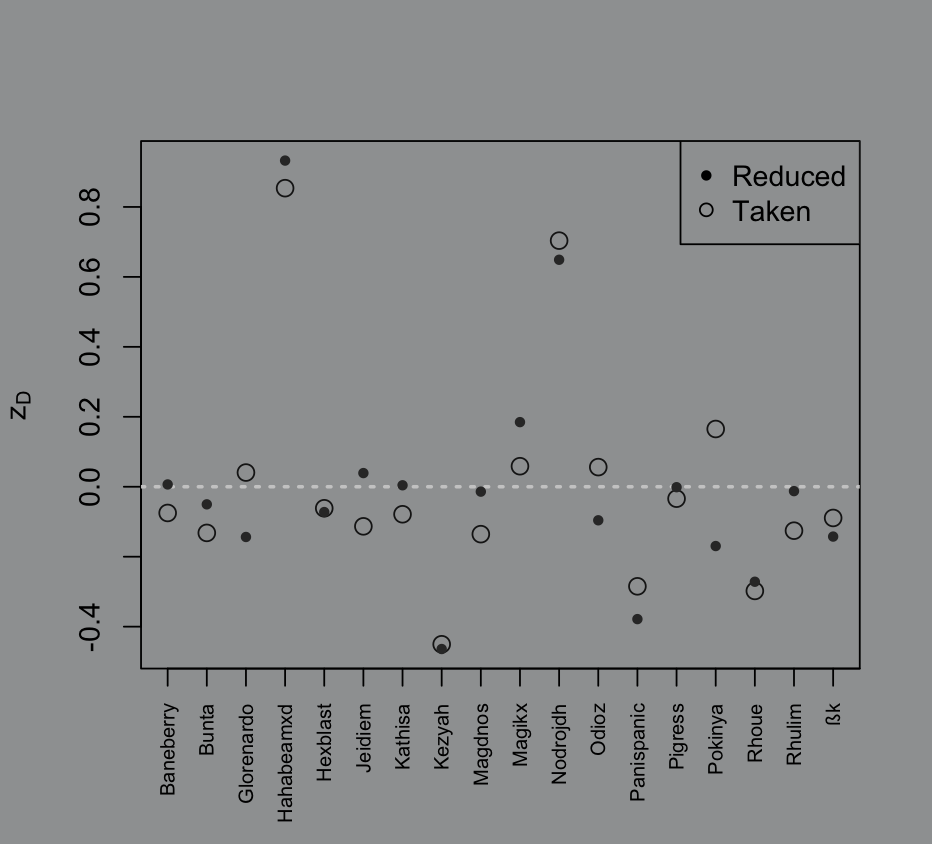 Reduced
Taken
0.8
0.6
0.4
0.2
0.0
-0.4
zD
Baneberry
Bunta
Glorenardo
Hahabeamxd
Hexblast
Jeidiem
Kathisa
Kezyah
Magdnos
Magikx
Nodrojdh
Odioz
Panispanic
Pigress
Pokinya
Rhoue
Rhulim
ßk